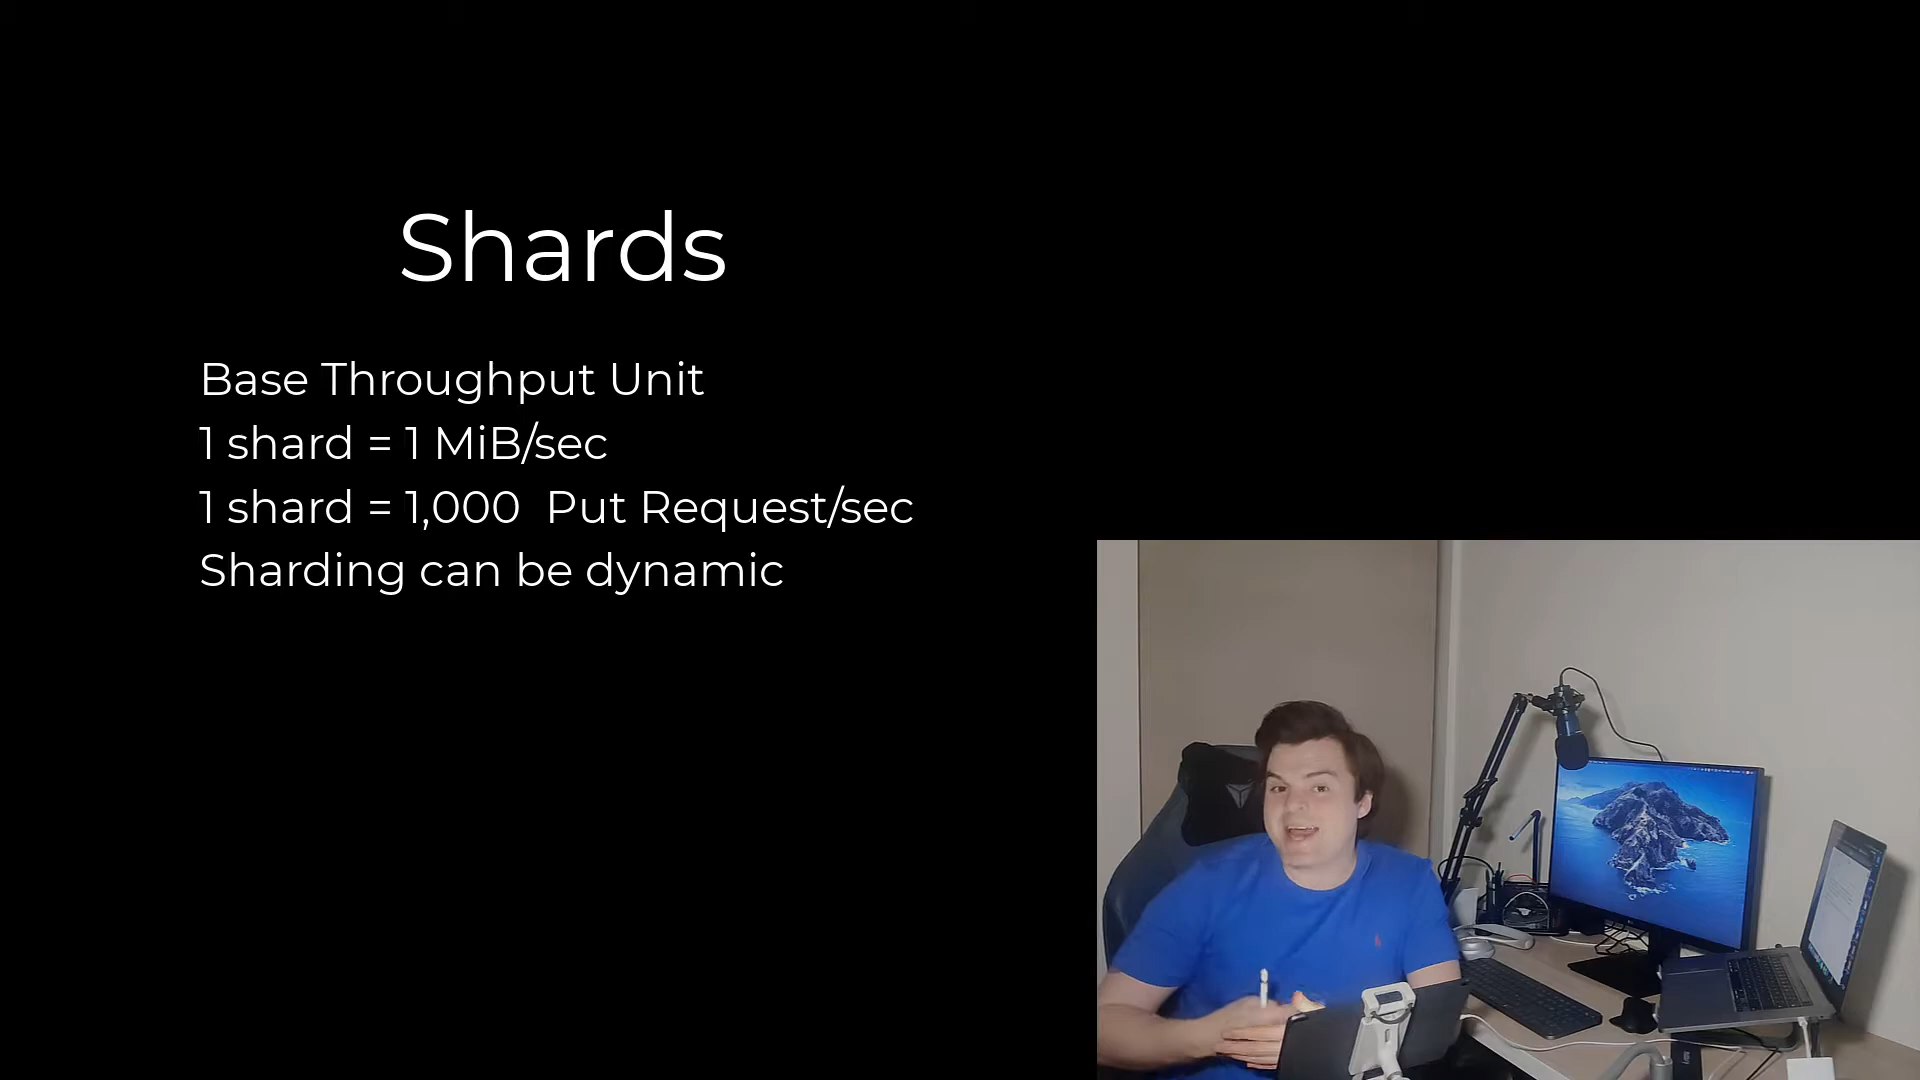 Shards
Base Throughput Unit
1 shard = 1 MiB/sec
1 shard = 1,000 Put Request/sec
Sharding can be dynamic